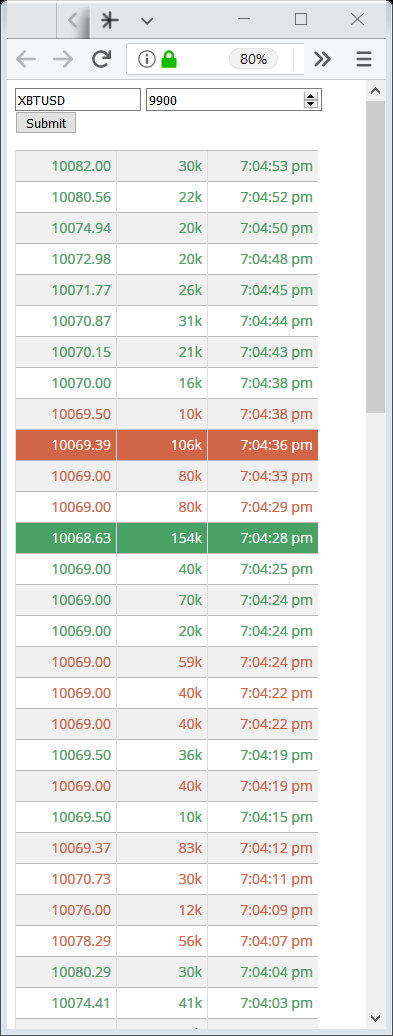 80%
XBTUSD 9900
Submit
10082.00 30k 7:04:53 pm
10080.56 22k 7:04:52 pm
10074.94 20k 7:04:50 pm
10072.98 20k 7:04:48 pm
10071.77 26k 7:04:45 pm
10070.87 31k 7:04:44 pm
10070.15 21k 7:04:43 pm
10070.00 16k 7:04:38 pm
10069.50 10k 7:04:38 pm
10069.39 106k 7:04:36 pm
10069.00 80k 7:04:33 pm
10069.00 80k 7:04:29 pm
10068.63 154k 7:04:28 pm
10069.00 40k 7:04:25 pm
10069.00 70k 7:04:24 pm
10069.00 20k 7:04:24 pm
10069.00 59k 7:04:24 pm
10069.00 40k 7:04:22 pm
10069.00 40k 7:04:22 pm
10069.50 36k 7:04:19 pm
10069.00 40k 7:04:19 pm
10069.50 10k 7:04:15 pm
10069.37 83k 7:04:12 pm
10070.73 30k 7:04:11 pm
10076.00 12k 7:04:09 pm
10078.29 56k 7:04:07 pm
10080.29 30k 7:04:04 pm
10074.41 41k 7:04:03 pm